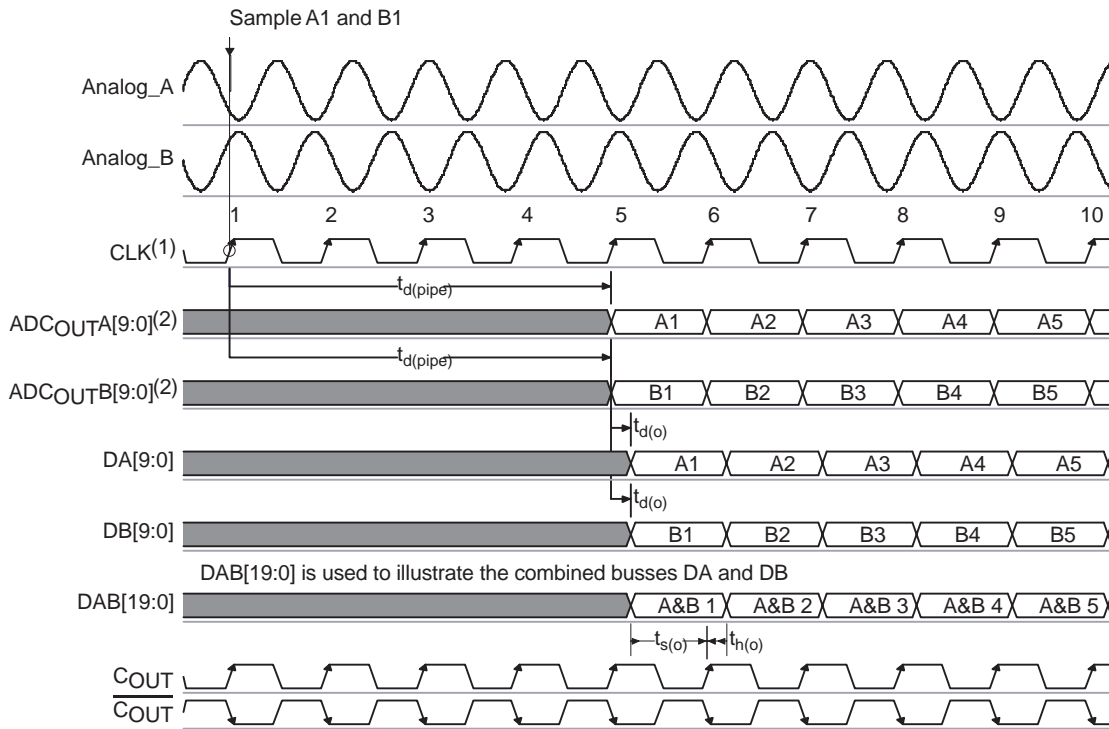 Sample A1 and B1
Analog_A
Analog_B
1 2 3 4 5 6 7 8 9 10
CLK(1)
td(pipe)
ADCOUTA[9:0](2)
A1 A2 A3 A4 A5
td(pipe)
ADCOUTB[9:0](2)
B1 B2 B3 B4 B5
td(o)
DA[9:0]
A1 A2 A3 A4 A5
td(o)
DB[9:0]
B1 B2 B3 B4 B5
DAB[19:0] is used to illustrate the combined busses DA and DB
DAB[19:0]
A&B 1 A&B 2 A&B 3 A&B 4 A&B 5
ts(o) th(o)
COUT
COUT